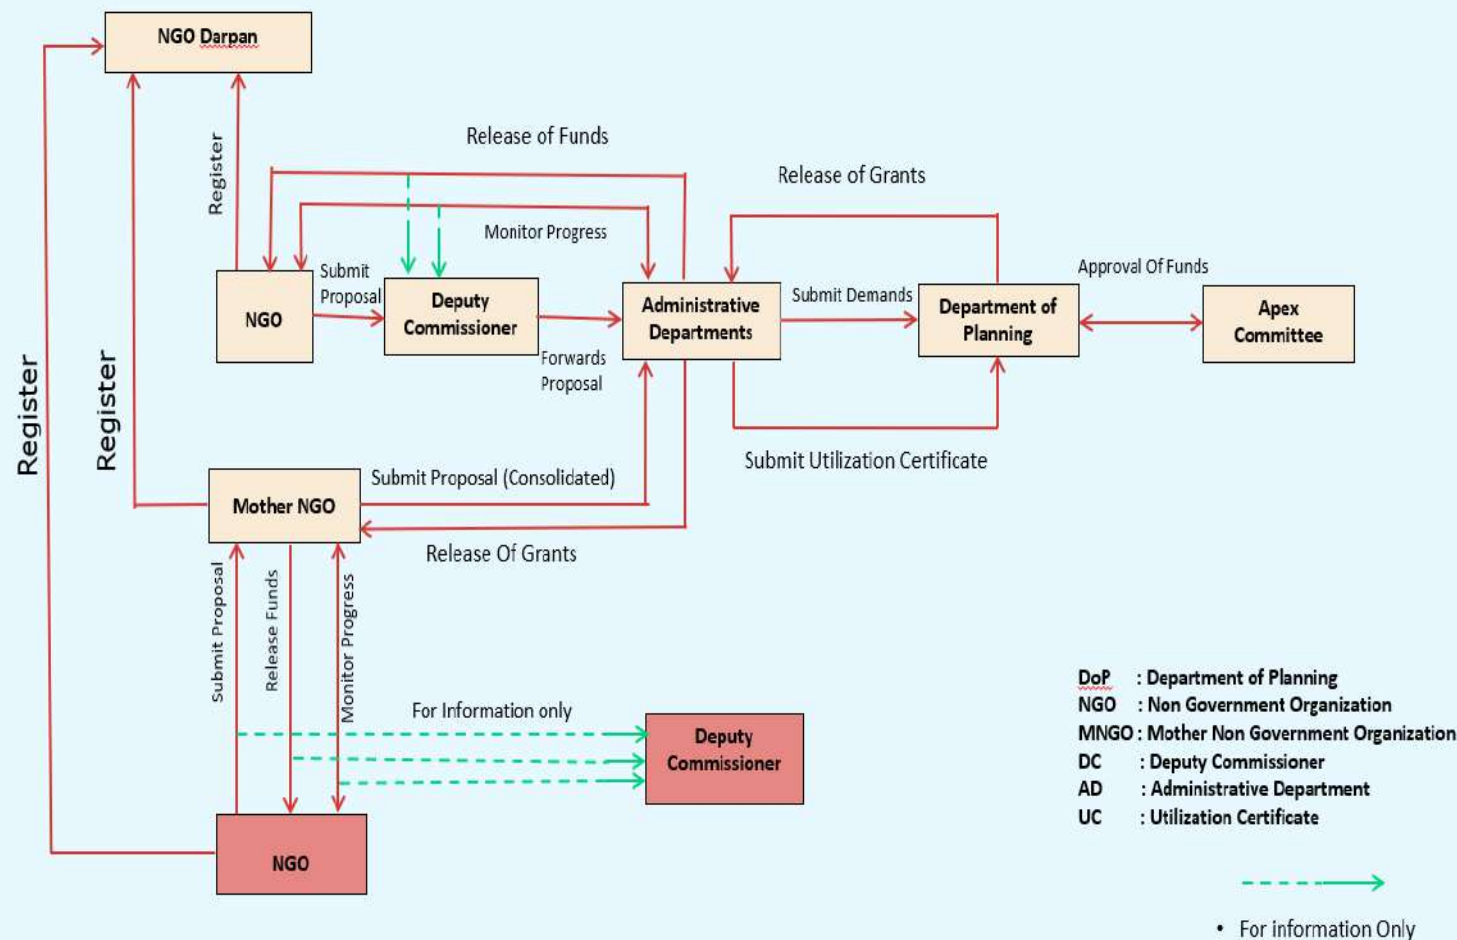 NGO Darpan
Register
Release of Funds
Release of Grants
Monitor Progress
Submit
Proposal
NGO
Deputy
Commissioner
Forwards
Proposal
Administrative
Departments
Submit Demands
Department of
Planning
Approval Of Funds
Apex
Committee
Register
Register
Submit Utilization Certificate
Mother NGO
Submit Proposal (Consolidated)
Release Of Grants
Submit Proposal
Release Funds
Monitor Progress
For Information only
Deputy
Commissioner
NGO
DoP : Department of Planning
NGO : Non Government Organization
MNGO : Mother Non Government Organization
DC : Deputy Commissioner
AD : Administrative Department
UC : Utilization Certificate
• For information Only